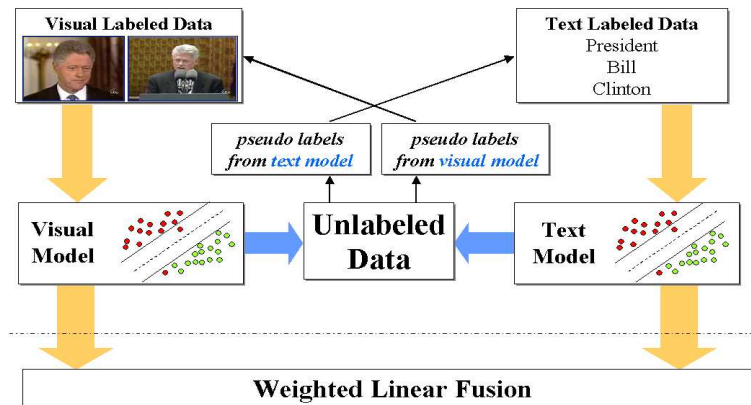 Visual Labeled Data
Text Labeled Data
President
Bill
Clinton
pseudo labels
from text model
pseudo labels
from visual model
Visual
Model
Unlabeled
Data
Text
Model
Weighted Linear Fusion